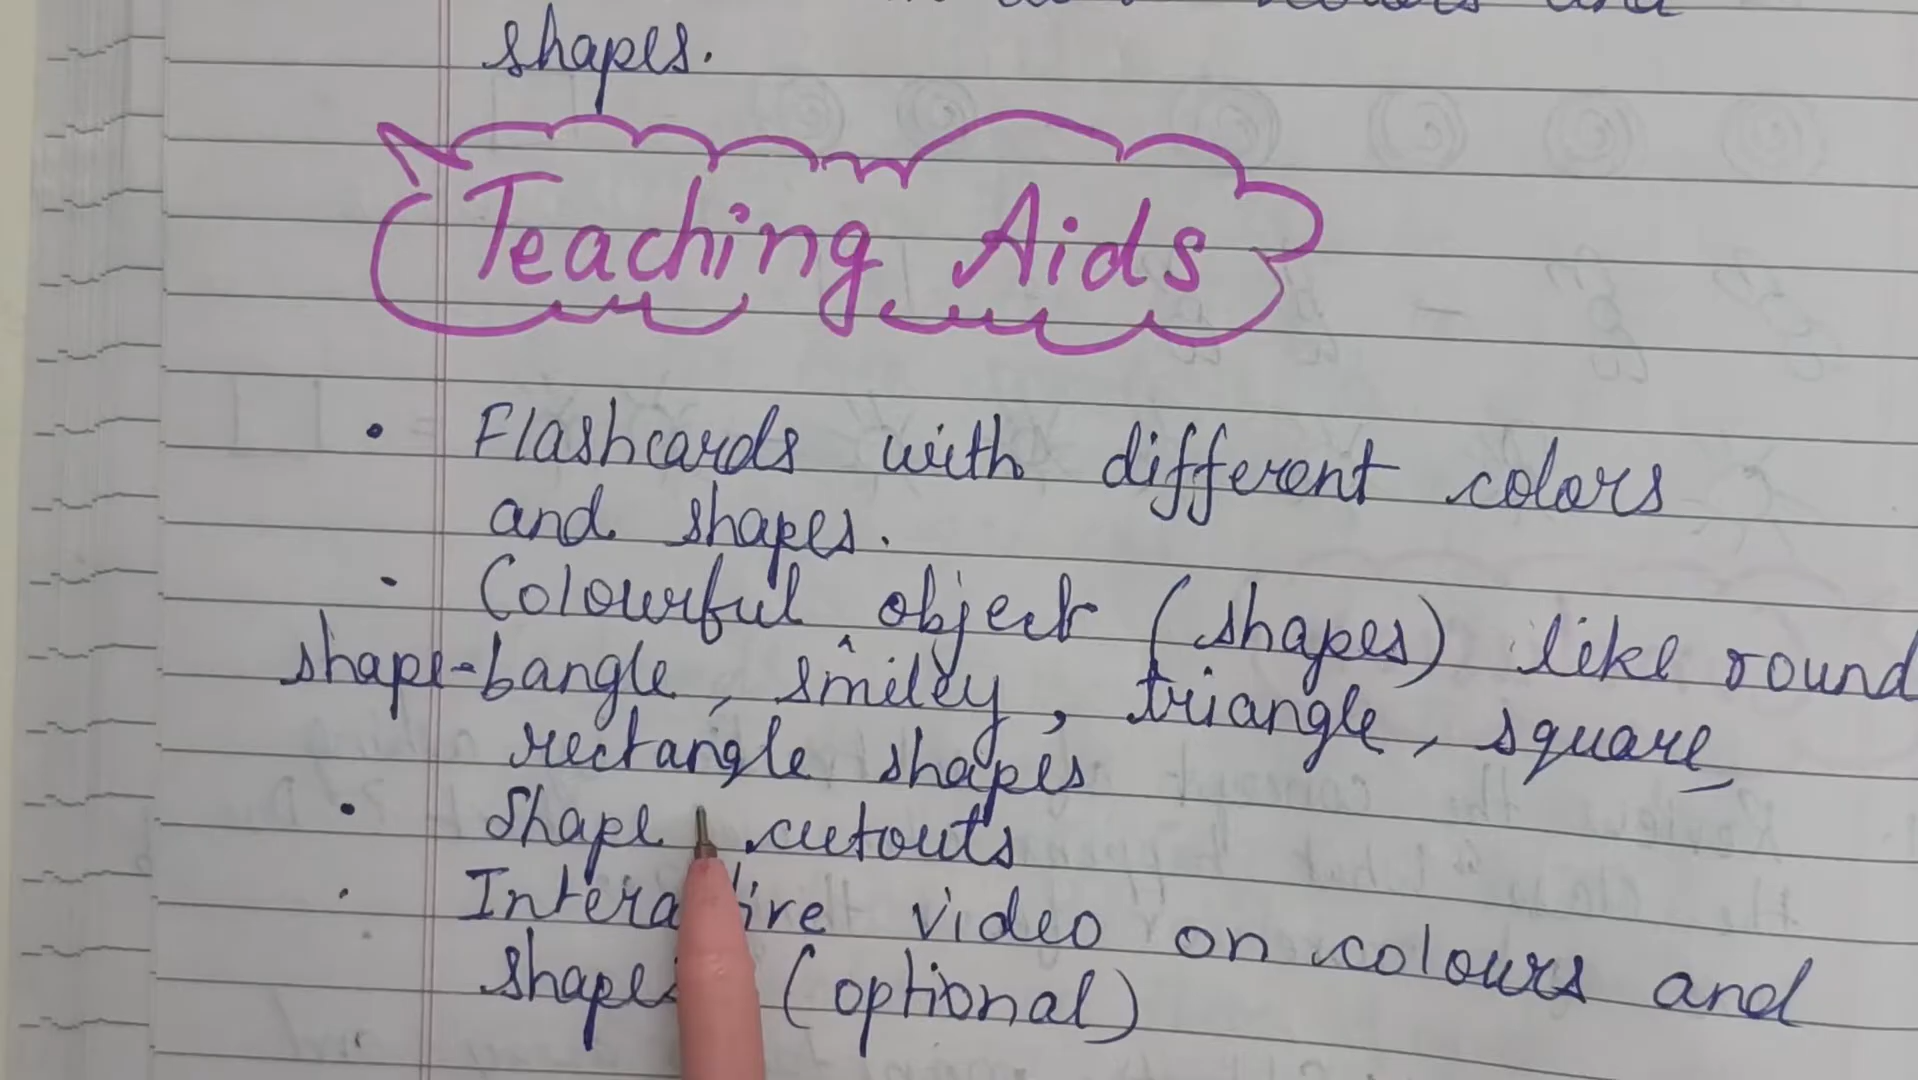 shapes.
Teaching Aids
• Flashcards with different colors
and shapes.
• Colourful object (shapes) like round
shape-bangle, smiley, triangle, square,
rectangle shapes
• Shape cutouts
• Interactive video on colours and
shapes (optional)